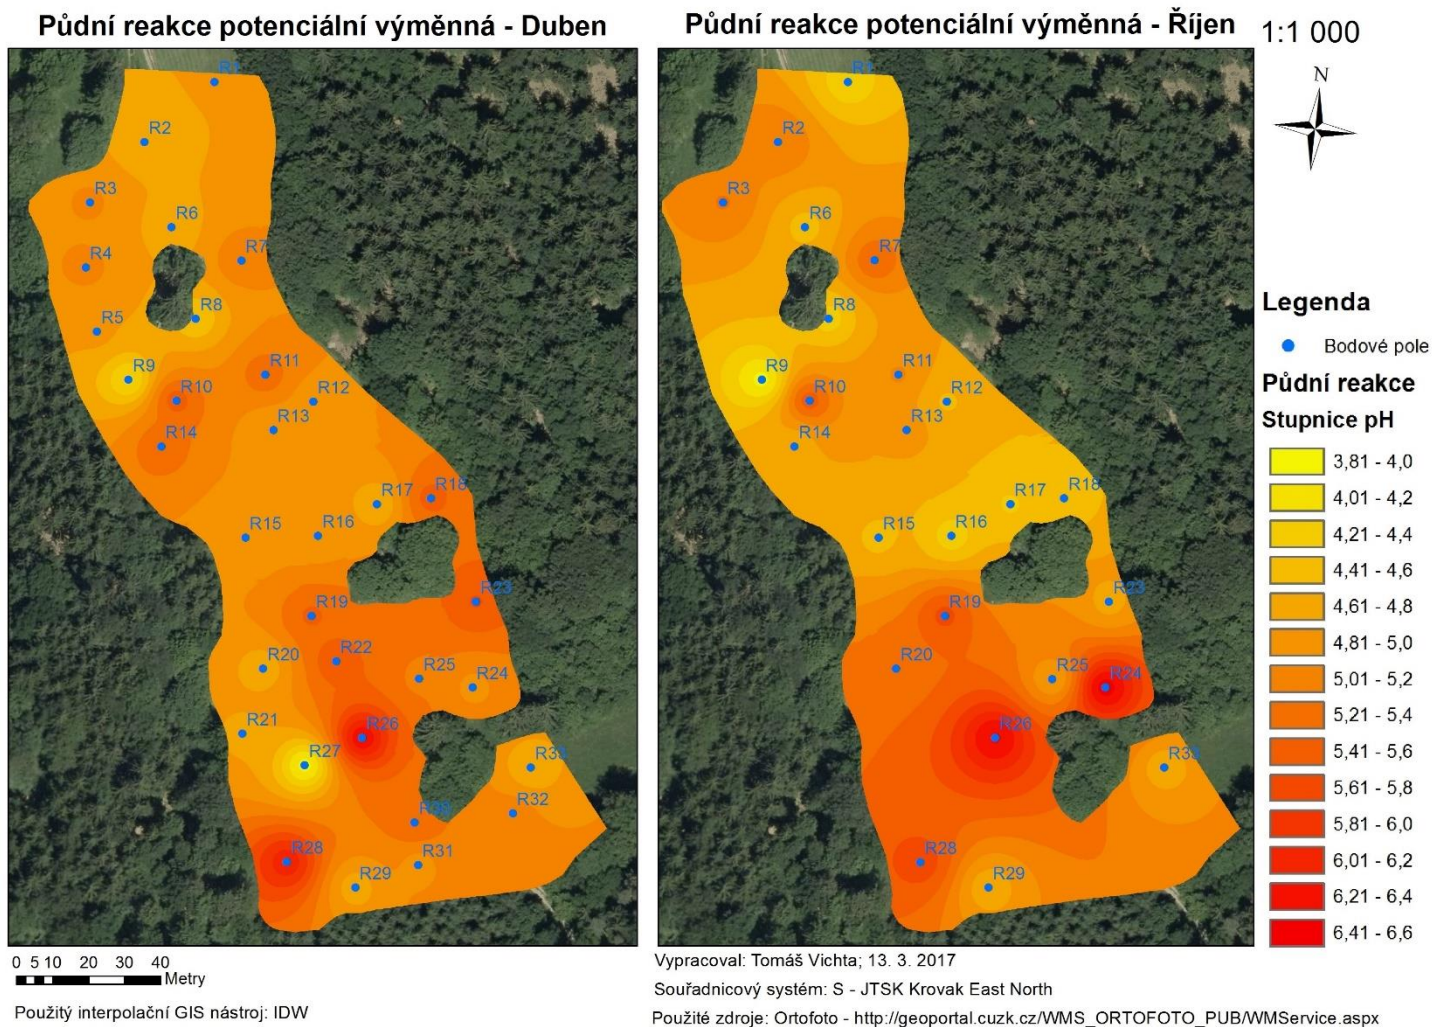 Půdní reakce potenciální výměnná - Duben
Půdní reakce potenciální výměnná - Říjen
1:1 000
N
R1
R2
R3
R6
R4
R7
R8
R5
R9
R11
R10
R12
R13
R14
R17
R18
R15
R16
R23
R19
R22
R20
R25
R24
R21
R26
R27
R33
R32
R30
R28
R31
R29
R1
R2
R3
R6
R7
R8
R9
R11
R10
R12
R13
R14
R17
R18
R15
R16
R23
R19
R20
R25
R24
R26
R33
R28
R29
Legenda
Bodové pole
Půdní reakce
Stupnice pH
3,81 - 4,0
4,01 - 4,2
4,21 - 4,4
4,41 - 4,6
4,61 - 4,8
4,81 - 5,0
5,01 - 5,2
5,21 - 5,4
5,41 - 5,6
5,61 - 5,8
5,81 - 6,0
6,01 - 6,2
6,21 - 6,4
6,41 - 6,6
0 5 10 20 30 40
Metry
Použitý interpolační GIS nástroj: IDW
Vypracoval: Tomáš Vichta; 13. 3. 2017
Souřadnicový systém: S - JTSK Krovak East North
Použité zdroje: Ortofoto - http://geoportal.cuzk.cz/WMS_ORTOFOTO_PUB/WMService.aspx